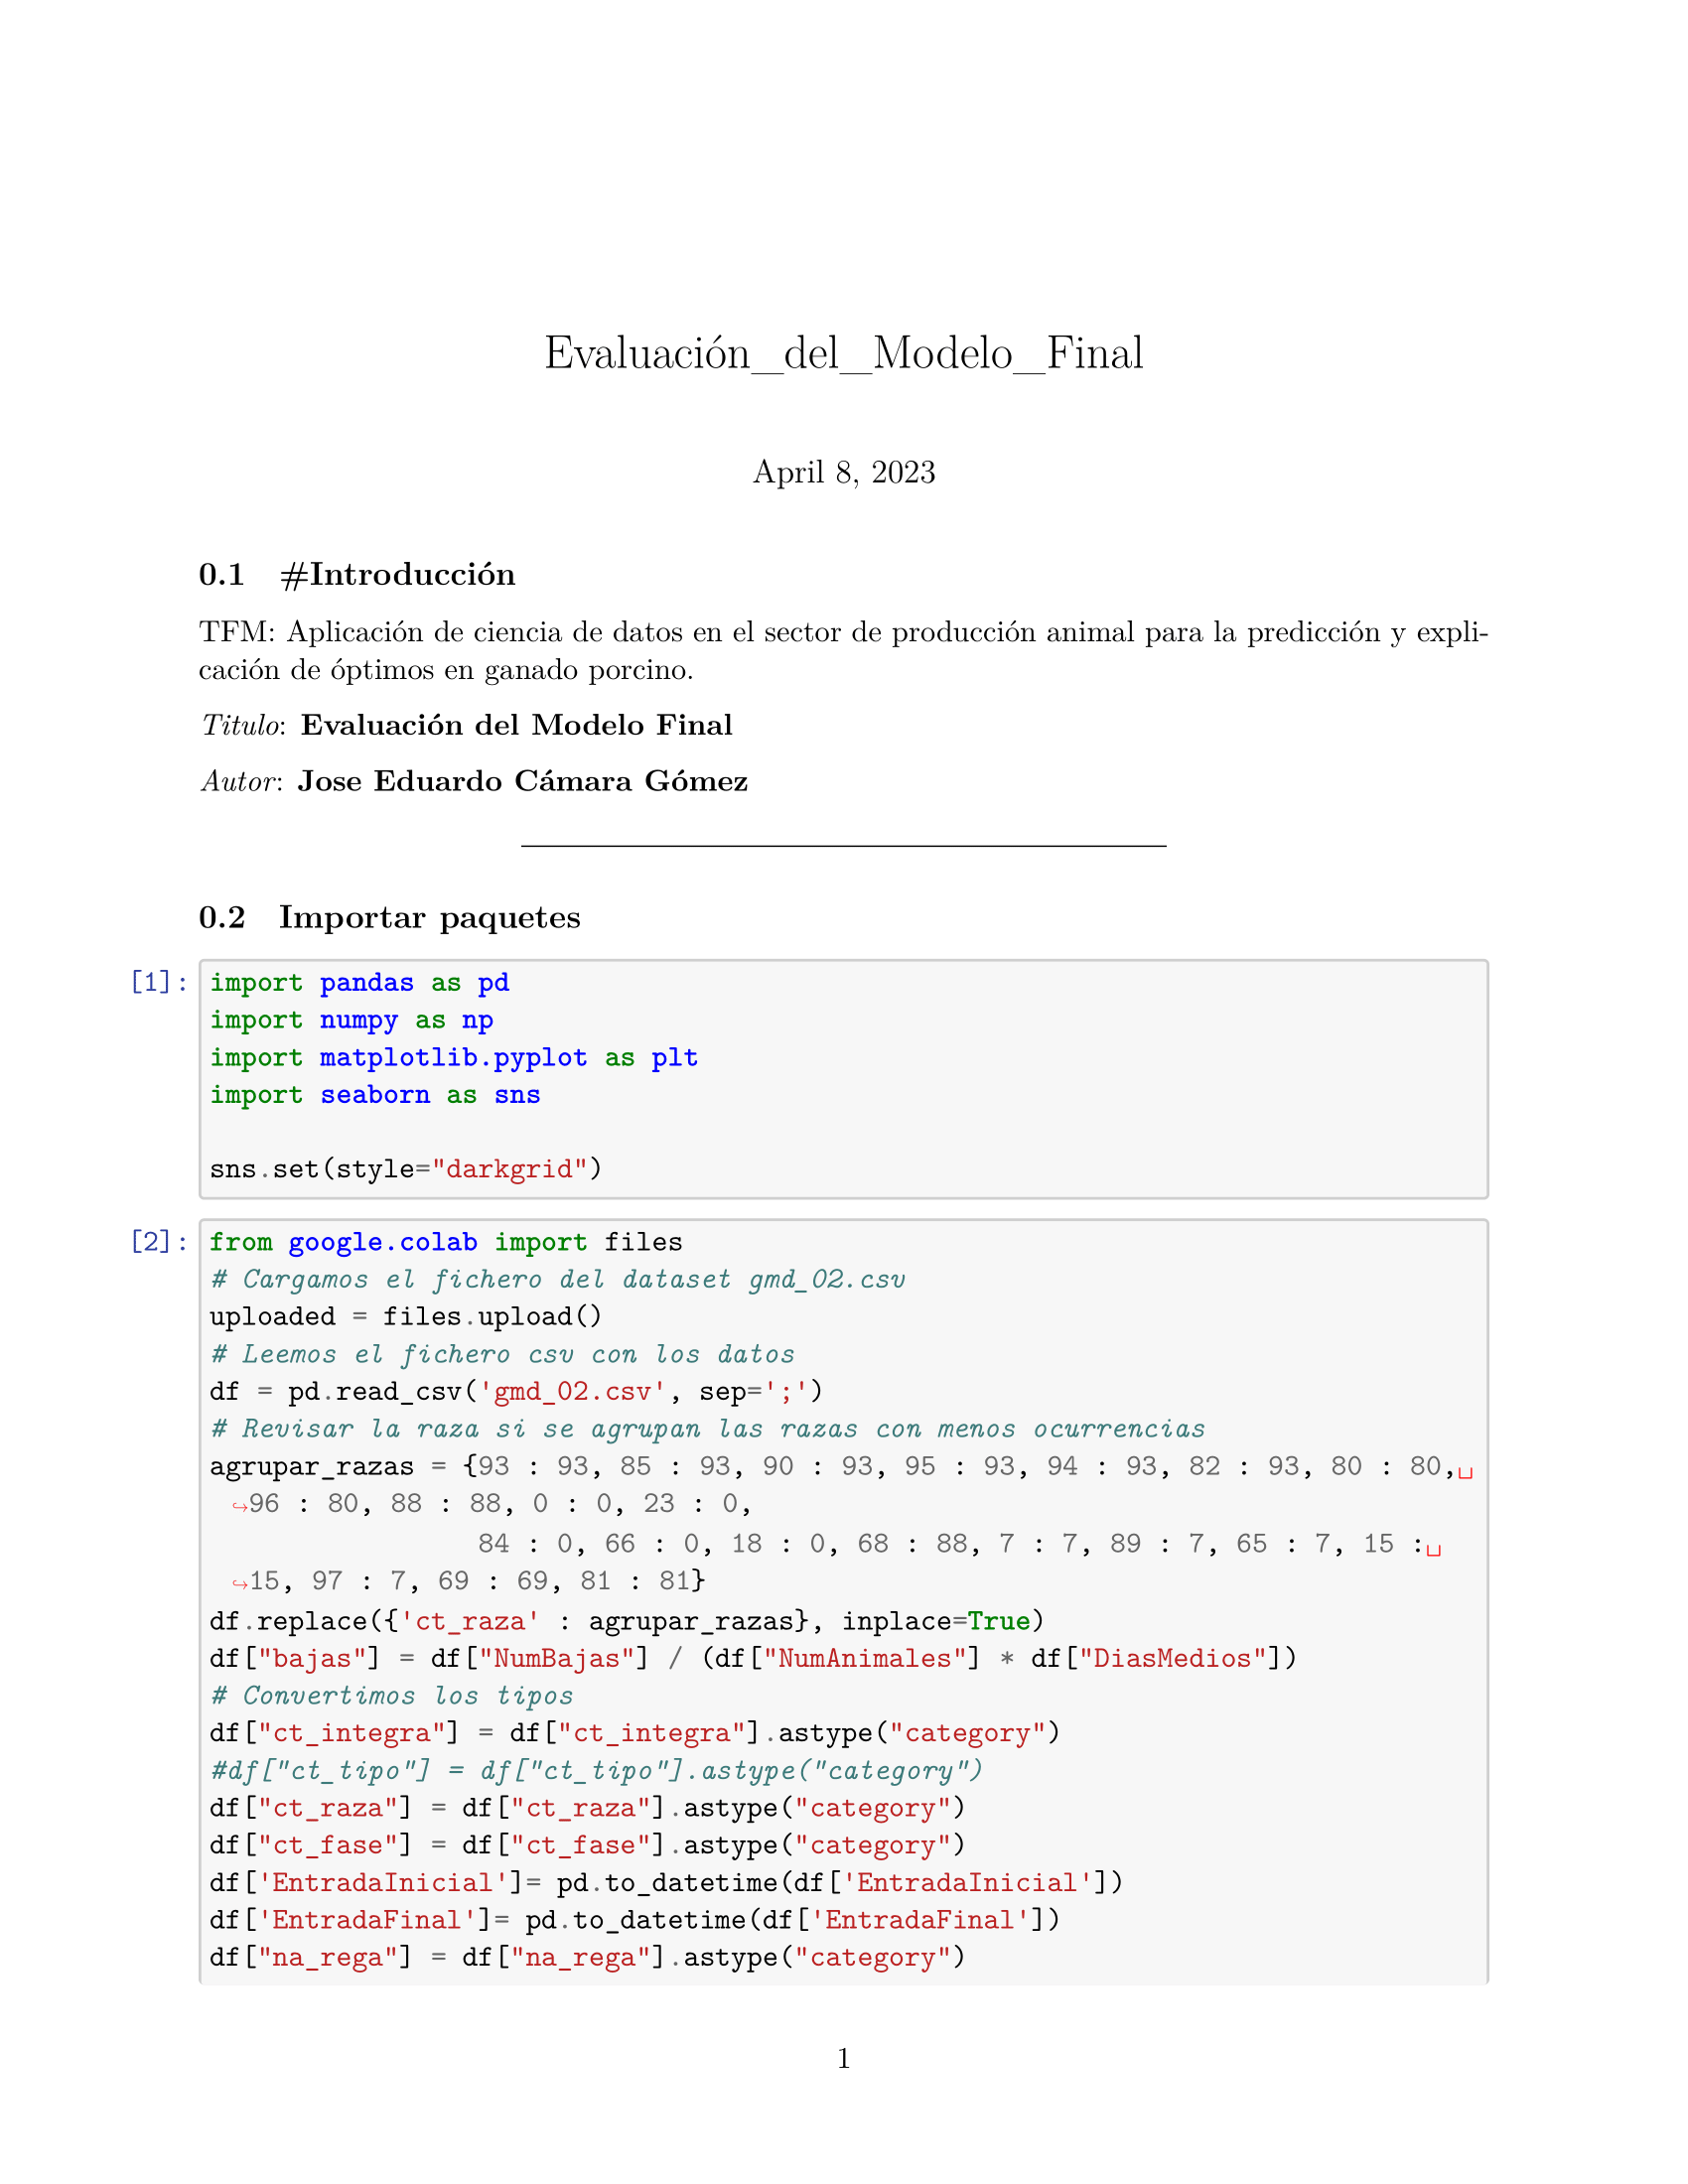 Evaluación_del_Modelo_Final
April 8, 2023
0.1 #Introducción
TFM: Aplicación de ciencia de datos en el sector de producción animal para la predicción y expli-
cación de óptimos en ganado porcino.
Titulo: Evaluación del Modelo Final
Autor: Jose Eduardo Cámara Gómez
0.2 Importar paquetes
[1]: import pandas as pd
import numpy as np
import matplotlib.pyplot as plt
import seaborn as sns

sns.set(style="darkgrid")
[2]: from google.colab import files
# Cargamos el fichero del dataset gmd_02.csv
uploaded = files.upload()
# Leemos el fichero csv con los datos
df = pd.read_csv('gmd_02.csv', sep=';')
# Revisar la raza si se agrupan las razas con menos ocurrencias
agrupar_razas = {93 : 93, 85 : 93, 90 : 93, 95 : 93, 94 : 93, 82 : 93, 80 : 80,␣
↪96 : 80, 88 : 88, 0 : 0, 23 : 0,
84 : 0, 66 : 0, 18 : 0, 68 : 88, 7 : 7, 89 : 7, 65 : 7, 15 :␣
↪15, 97 : 7, 69 : 69, 81 : 81}
df.replace({'ct_raza' : agrupar_razas}, inplace=True)
df["bajas"] = df["NumBajas"] / (df["NumAnimales"] * df["DiasMedios"])
# Convertimos los tipos
df["ct_integra"] = df["ct_integra"].astype("category")
#df["ct_tipo"] = df["ct_tipo"].astype("category")
df["ct_raza"] = df["ct_raza"].astype("category")
df["ct_fase"] = df["ct_fase"].astype("category")
df['EntradaInicial']= pd.to_datetime(df['EntradaInicial'])
df['EntradaFinal']= pd.to_datetime(df['EntradaFinal'])
df["na_rega"] = df["na_rega"].astype("category")
1